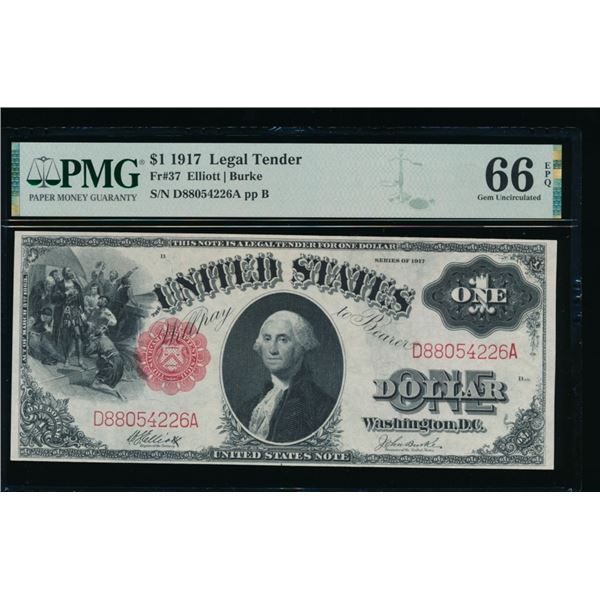 PMG
PAPER MONEY GUARANTY
$1 1917 Legal Tender
Fr#37 Elliott | Burke
S/N D88054226A pp B
66 EPQ
Gem Uncirculated
THIS NOTE IS A LEGAL TENDER FOR ONE DOLLAR
B
SERIES OF 1917
UNITED STATES
ONE
Will pay to Bearer
D88054226A
ONE DOLLAR
D88054226A
Washington, D.C.
John Burke
UNITED STATES NOTE